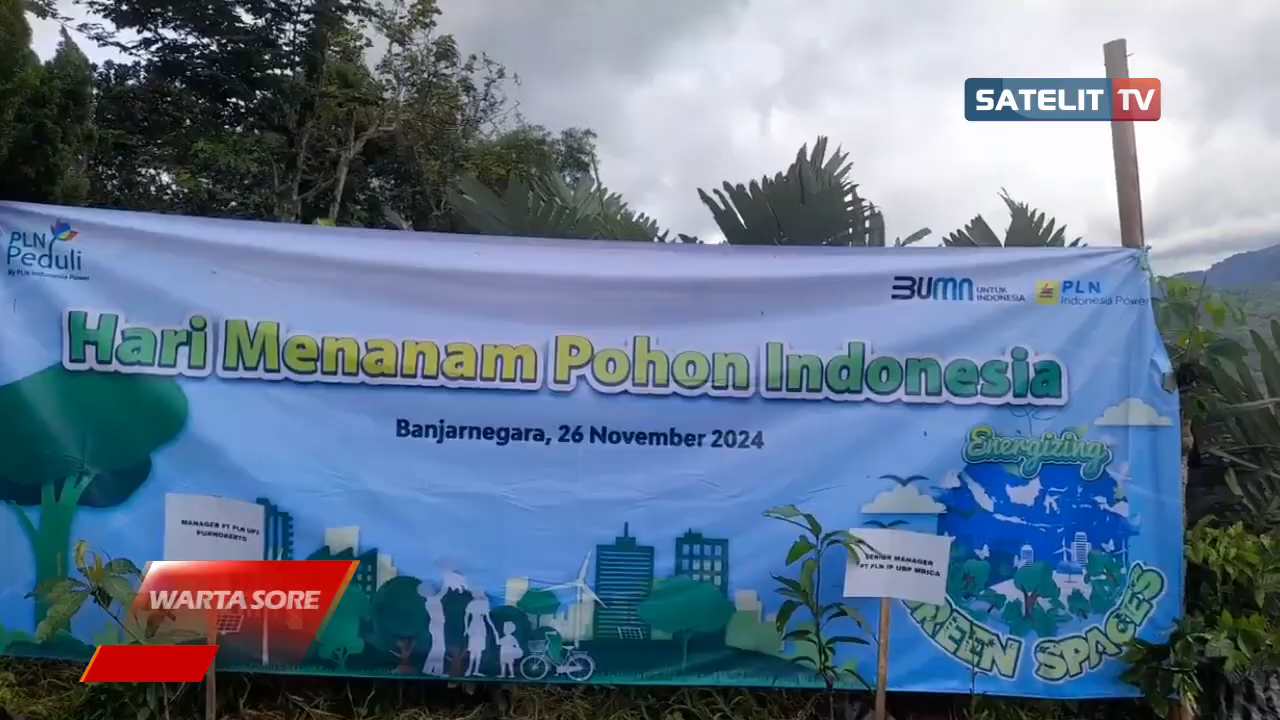 SATELIT TV
PLN
Peduli
By PLN Indonesia Power
BUMN UNTUK INDONESIA
PLN
Indonesia Power
Hari Menanam Pohon Indonesia
Banjarnegara, 26 November 2024
Energizing
GREEN SPACES
MANAGER PT PLN UP3
PURWOKERTO
SENIOR MANAGER
PT PLN IP UBP MRICA
WARTA SORE